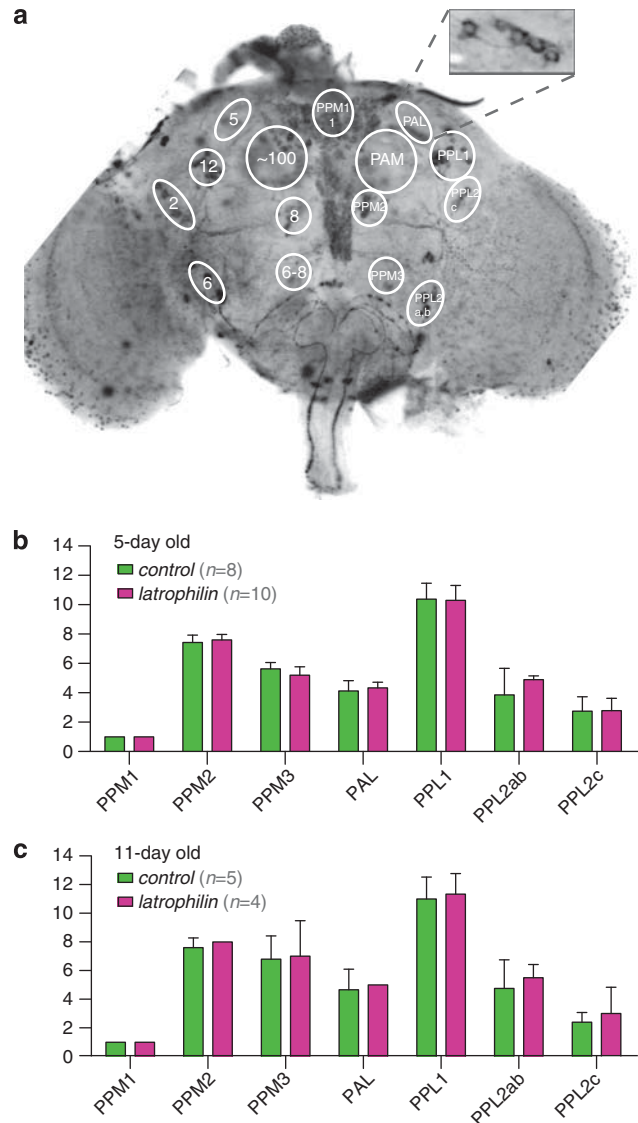 a
PPM1
1
PAL
5
~100
PAM
PPL1
12
2
8
PPM2
PPL2
c
6
6-8
PPM3
PPL2
a,b
b
5-day old
control (n=8)
latrophilin (n=10)
14
12
10
8
6
4
2
0
PPM1
PPM2
PPM3
PAL
PPL1
PPL2ab
PPL2c
c
11-day old
control (n=5)
latrophilin (n=4)
14
12
10
8
6
4
2
0
PPM1
PPM2
PPM3
PAL
PPL1
PPL2ab
PPL2c